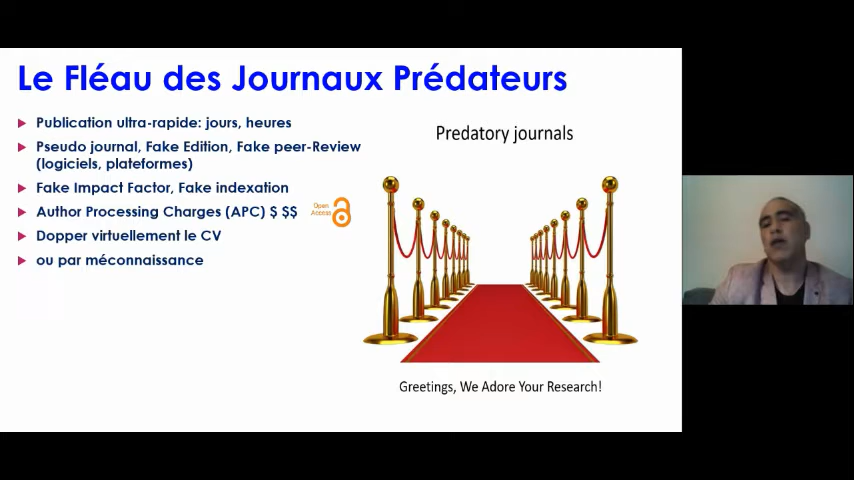 Le Fléau des Journaux Prédateurs
Publication ultra-rapide: jours, heures
Pseudo journal, Fake Edition, Fake peer-Review
(logiciels, plateformes)
Fake Impact Factor, Fake indexation
Author Processing Charges (APC) $ $$
Open
Access
Dopper virtuellement le CV
ou par méconnaissance
Predatory journals
Greetings, We Adore Your Research!